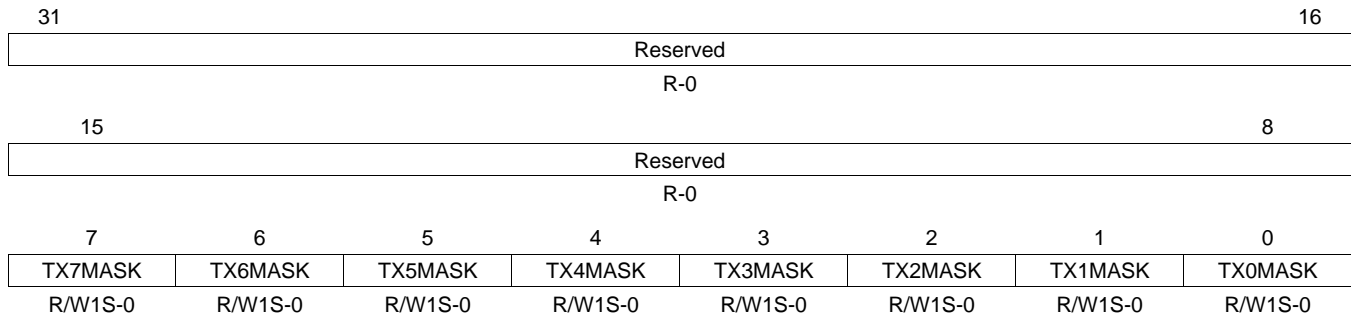 31 16
Reserved
R-0
15 8
Reserved
R-0
7 6 5 4 3 2 1 0
TX7MASK TX6MASK TX5MASK TX4MASK TX3MASK TX2MASK TX1MASK TX0MASK
R/W1S-0 R/W1S-0 R/W1S-0 R/W1S-0 R/W1S-0 R/W1S-0 R/W1S-0 R/W1S-0